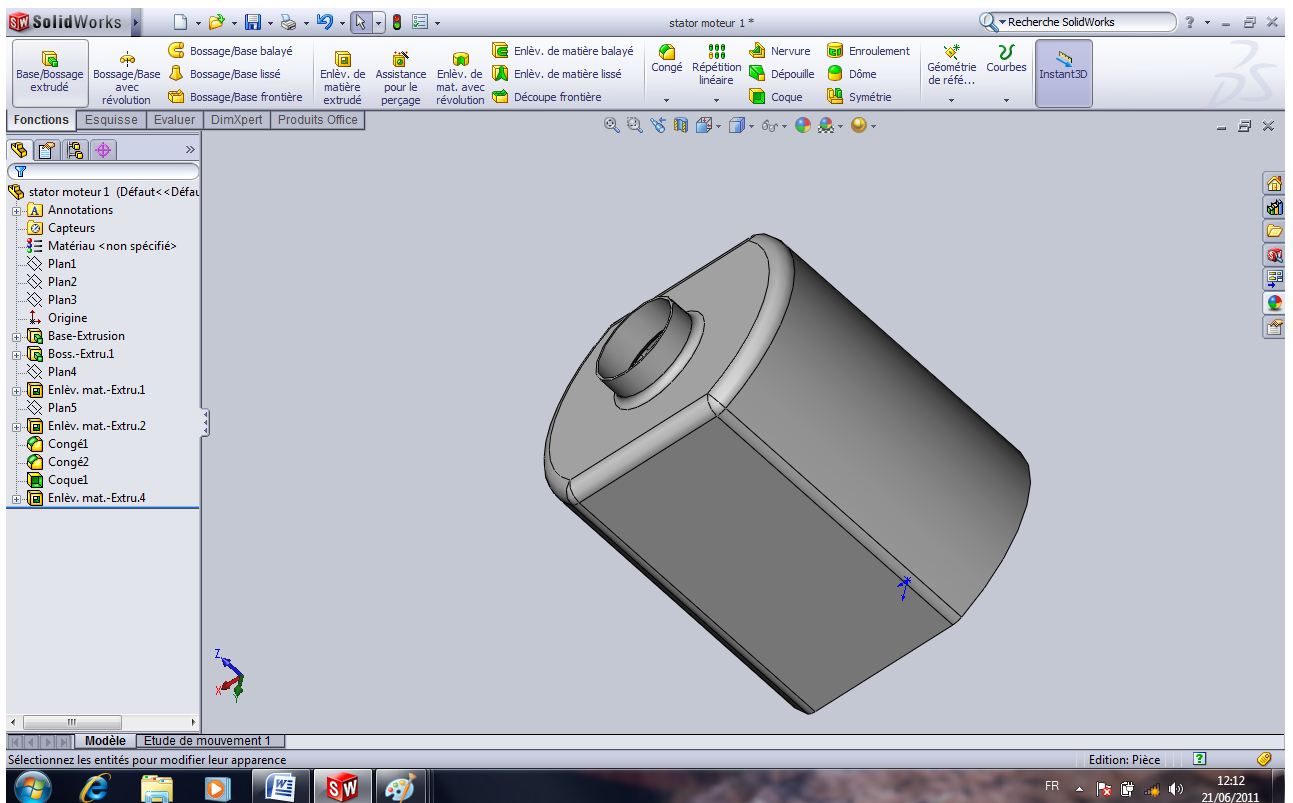 SolidWorks
stator moteur 1 *
Recherche SolidWorks
Base/Bossage extrudé
Bossage/Base avec révolution
Bossage/Base balayé
Bossage/Base lissé
Bossage/Base frontière
Enlèv. de matière extrudé
Assistance pour le perçage
Enlèv. de mat. avec révolution
Enlèv. de matière balayé
Enlèv. de matière lissé
Découpe frontière
Congé
Répétition linéaire
Nervure
Dépouille
Coque
Enroulement
Dôme
Symétrie
Géométrie de réfé...
Courbes
Instant3D
Fonctions
Esquisse
Evaluer
DimXpert
Produits Office
stator moteur 1 (Défaut<<Défau
Annotations
Capteurs
Matériau <non spécifié>
Plan1
Plan2
Plan3
Origine
Base-Extrusion
Boss.-Extru.1
Plan4
Enlèv. mat.-Extru.1
Plan5
Enlèv. mat.-Extru.2
Congé1
Congé2
Coque1
Enlèv. mat.-Extru.4
Z
X
Y
Modèle
Etude de mouvement 1
Sélectionnez les entités pour modifier leur apparence
Edition: Pièce
FR
12:12
21/06/2011